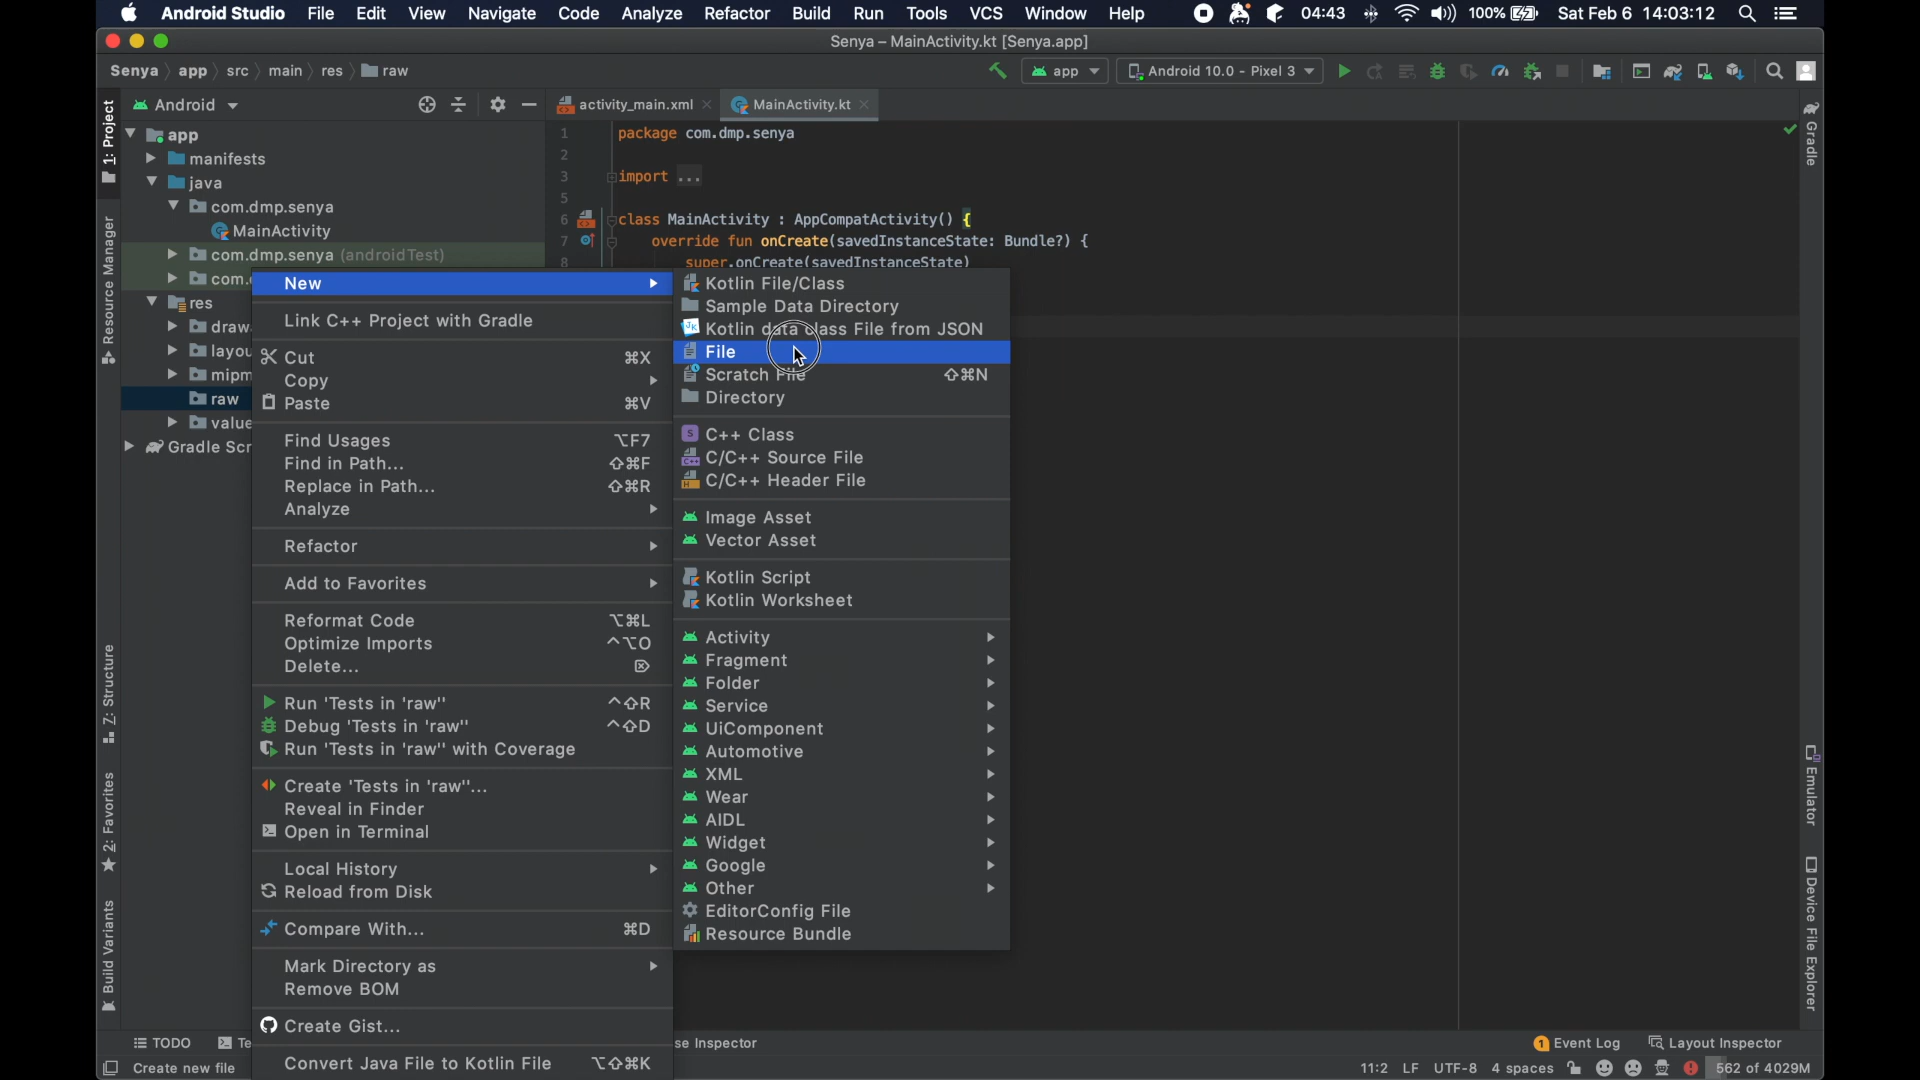 Android Studio File Edit View Navigate Code Analyze Refactor Build Run Tools VCS Window Help 04:43 100% Sat Feb 6 14:03:12
Senya – MainActivity.kt [Senya.app]
Senya app src main res raw app Android 10.0 - Pixel 3
Android activity_main.xml MainActivity.kt
1: Project
Resource Manager
Z: Structure
2: Favorites
Build Variants
app
manifests
java
com.dmp.senya
MainActivity
com.dmp.senya (androidTest)
com.
res
draw
layou
mipm
raw
value
Gradle Scr
1 package com.dmp.senya
2
3 import ...
5
6 class MainActivity : AppCompatActivity() {
7 override fun onCreate(savedInstanceState: Bundle?) {
8 super.onCreate(savedInstanceState)
New
Link C++ Project with Gradle
Cut ⌘X
Copy
Paste ⌘V
Find Usages ⌥F7
Find in Path... ⇧⌘F
Replace in Path... ⇧⌘R
Analyze
Refactor
Add to Favorites
Reformat Code ⌥⌘L
Optimize Imports ^⌥O
Delete... ⌦
Run 'Tests in 'raw'' ^⇧R
Debug 'Tests in 'raw'' ^⇧D
Run 'Tests in 'raw'' with Coverage
Create 'Tests in 'raw''...
Reveal in Finder
Open in Terminal
Local History
Reload from Disk
Compare With... ⌘D
Mark Directory as
Remove BOM
Create Gist...
Convert Java File to Kotlin File ⌥⇧⌘K
Kotlin File/Class
Sample Data Directory
Kotlin data class File from JSON
File
Scratch File ⇧⌘N
Directory
C++ Class
C/C++ Source File
C/C++ Header File
Image Asset
Vector Asset
Kotlin Script
Kotlin Worksheet
Activity
Fragment
Folder
Service
UiComponent
Automotive
XML
Wear
AIDL
Widget
Google
Other
EditorConfig File
Resource Bundle
Gradle
Emulator
Device File Explorer
TODO Te se Inspector 1 Event Log Layout Inspector
Create new file 11:2 LF UTF-8 4 spaces 562 of 4029M